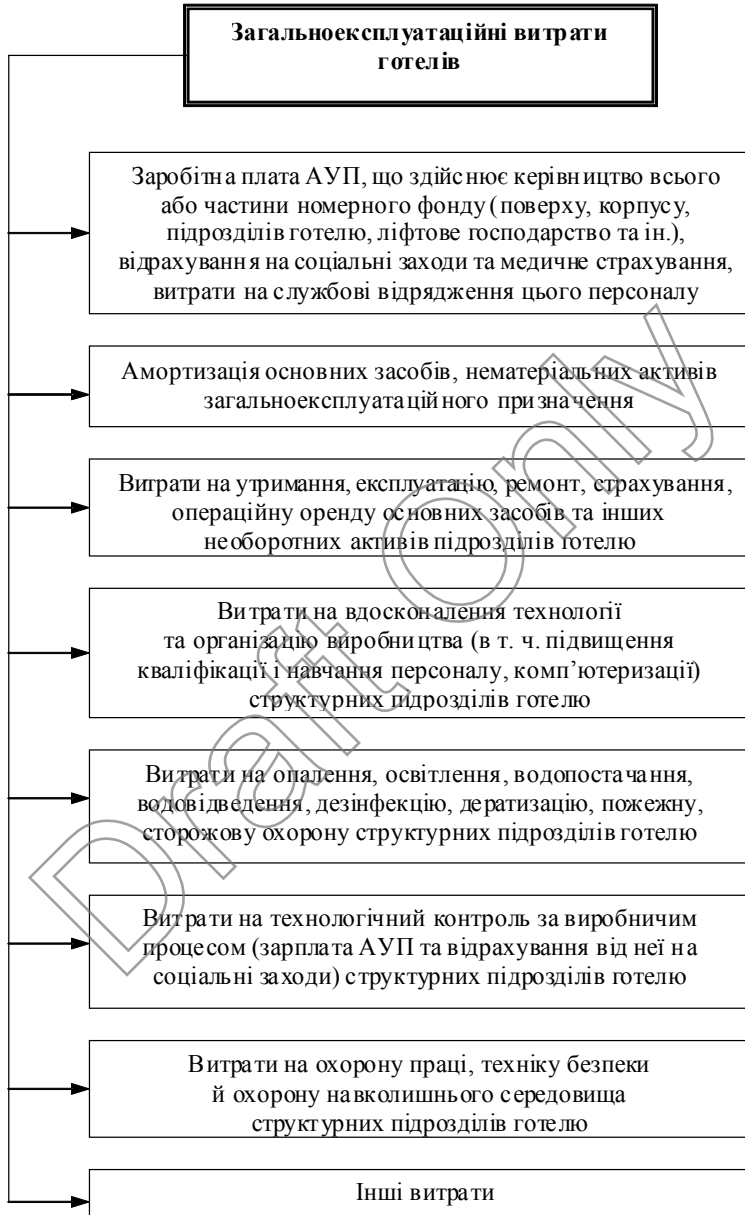 Загальноексплуатаційні витрати
готелів
Заробітна плата АУП, що здійснює керівництво всього
або частини номерного фонду (поверху, корпусу,
підрозділів готелю, ліфтове господарство та ін.),
відрахування на соціальні заходи та медичне страхування,
витрати на службові відрядження цього персоналу
Амортизація основних засобів, нематеріальних активів
загальноексплуатаційного призначення
Витрати на утримання, експлуатацію, ремонт, страхування,
операційну оренду основних засобів та інших
необоротних активів підрозділів готелю
Витрати на вдосконалення технології
та організацію виробництва (в т. ч. підвищення
кваліфікації і навчання персоналу, комп’ютеризації)
структурних підрозділів готелю
Витрати на опалення, освітлення, водопостачання,
водовідведення, дезінфекцію, дератизацію, пожежну,
сторожову охорону структурних підрозділів готелю
Витрати на технологічний контроль за виробничим
процесом (зарплата АУП та відрахування від неї на
соціальні заходи) структурних підрозділів готелю
Витрати на охорону праці, техніку безпеки
й охорону навколишнього середовища
структурних підрозділів готелю
Інші витрати
Draft Only